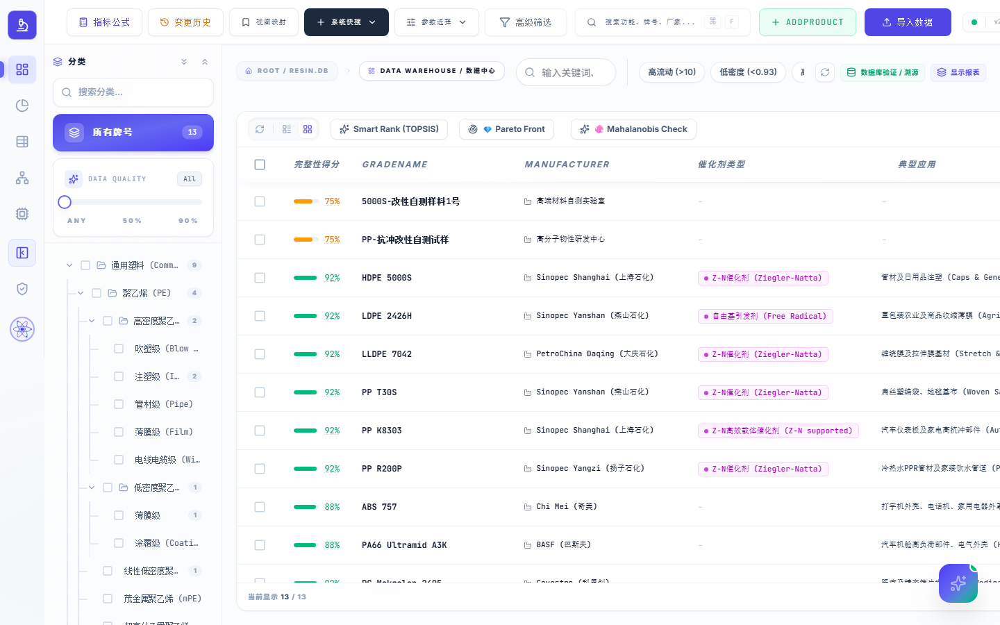 指标公式
变更历史
视图映射
系统快搜
参数选择
高级筛选
搜索功能、牌号、厂家...
⌘
F
ADDPRODUCT
导入数据
分类
搜索分类...
所有牌号
13
DATA QUALITY
All
ANY
50%
90%
通用塑料 (Comm…
9
聚乙烯 (PE)
4
高密度聚乙…
2
吹塑级 (Blow …
注塑级 (I…
2
管材级 (Pipe)
薄膜级 (Film)
电线电缆级 (Wi…
低密度聚乙…
1
薄膜级
1
涂覆级 (Coati…
线性低密度聚…
1
茂金属聚乙烯 (mPE)
ROOT / RESIN.DB
DATA WAREHOUSE / 数据中心
输入关键词、
高流动 (>10)
低密度 (<0.93)
数据库验证 / 溯源
显示报表
Smart Rank (TOPSIS)
💎 Pareto Front
Mahalanobis Check
完整性得分
GRADENAME
MANUFACTURER
催化剂类型
典型应用
75%
5000S-改性自测样料1号
高端材料自测实验室
–
–
75%
PP-抗冲改性自测试样
高分子物性研发中心
–
–
92%
HDPE 5000S
Sinopec Shanghai (上海石化)
Z-N催化剂 (Ziegler-Natta)
管材及日用品注塑 (Caps & Gene
92%
LDPE 2426H
Sinopec Yanshan (燕山石化)
自由基引发剂 (Free Radical)
重包装农业及商品收缩薄膜 (Agri
92%
LLDPE 7042
PetroChina Daqing (大庆石化)
Z-N催化剂 (Ziegler-Natta)
缠绕膜及拉伸膜基材 (Stretch &
92%
PP T30S
Sinopec Yanshan (燕山石化)
Z-N催化剂 (Ziegler-Natta)
扁丝塑编袋、地毯基布 (Woven Sa
92%
PP K8303
Sinopec Shanghai (上海石化)
Z-N高效载体催化剂 (Z-N supported)
汽车仪表板及家电高抗冲部件 (Au
92%
PP R200P
Sinopec Yangzi (扬子石化)
Z-N催化剂 (Ziegler-Natta)
冷热水PPR管材及家装饮水管道 (P
88%
ABS 757
Chi Mei (奇美)
–
打字机外壳、电话机、家用电器外罩
88%
PA66 Ultramid A3K
BASF (巴斯夫)
–
汽车机舱高负荷部件、电气外壳 (H
当前显示 13 / 13